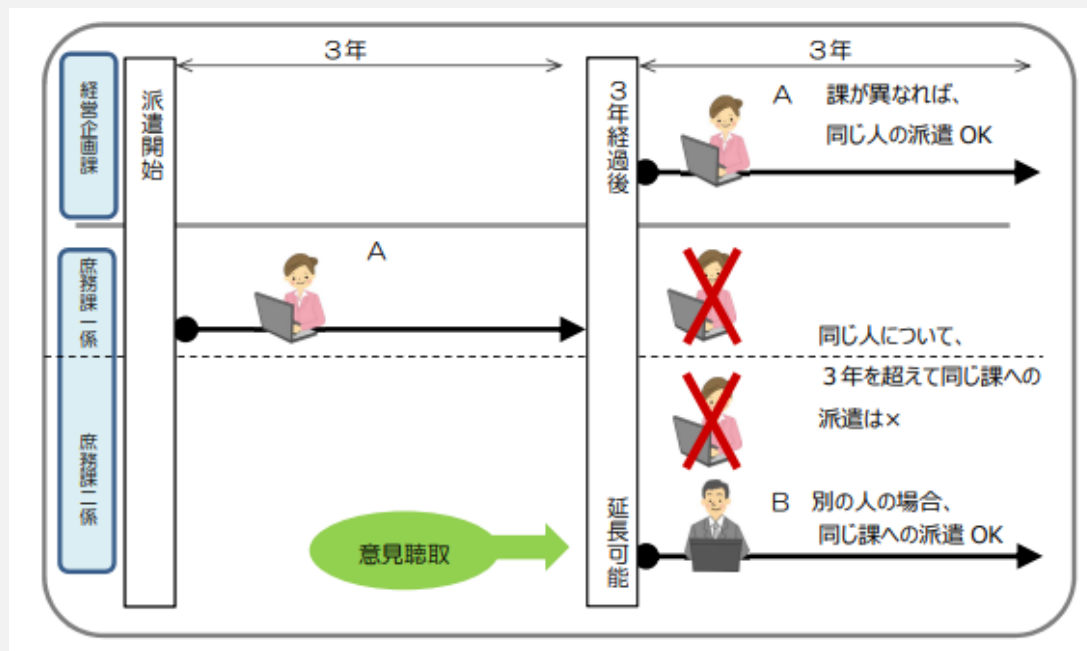 3年
3年
経営企画課
派遣開始
3年経過後
A
課が異なれば、
同じ人の派遣 OK
庶務課一係
A
同じ人について、
3年を超えて同じ課への
派遣は×
庶務課二係
意見聴取
延長可能
B
別の人の場合、
同じ課への派遣 OK